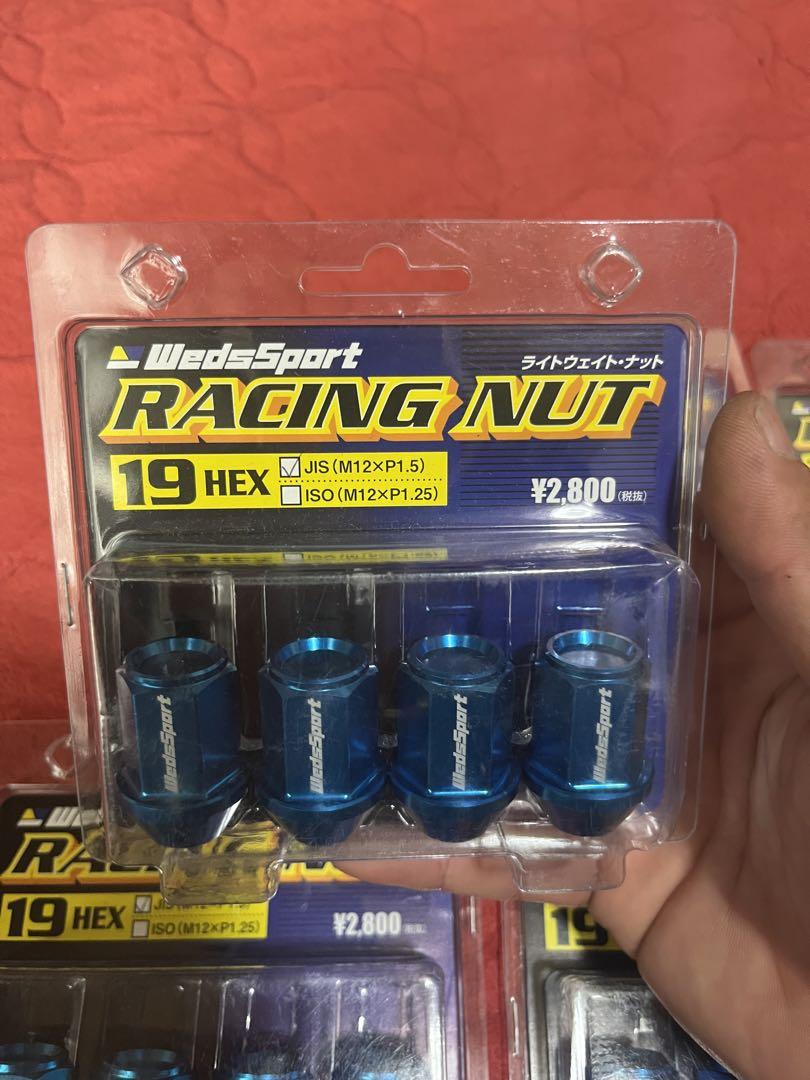 WedsSport
ライトウェイト・ナット
RACING NUT
19 HEX
JIS (M12×P1.5)
ISO (M12×P1.25)
¥2,800 (税抜)
WedsSport
WedsSport
WedsSport
WedsSport
19 HEX
ISO (M12×P1.25)
¥2,800
19